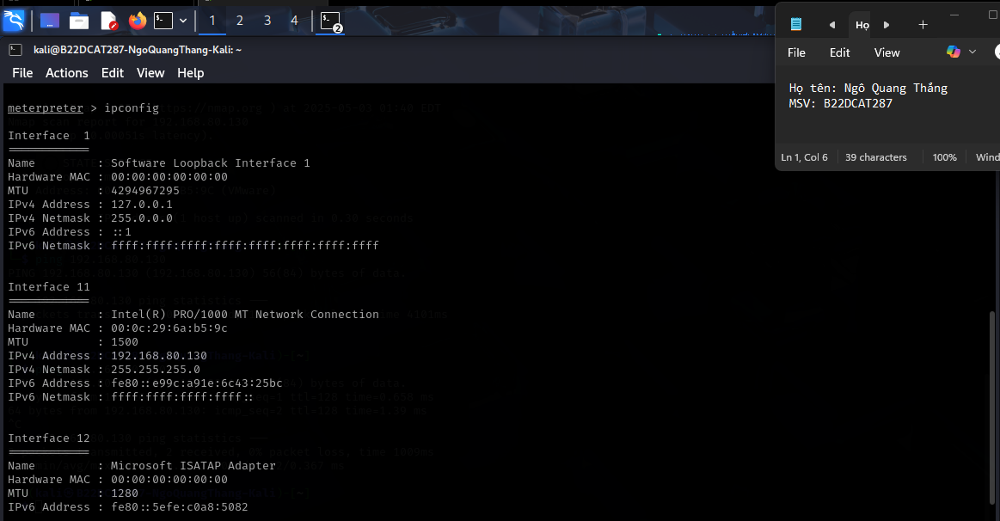 1 2 3 4 2
kali@B22DCAT287-NgoQuangThang-Kali: ~
File Actions Edit View Help
meterpreter > ipconfig
Interface 1
============
Name : Software Loopback Interface 1
Hardware MAC : 00:00:00:00:00:00
MTU : 4294967295
IPv4 Address : 127.0.0.1
IPv4 Netmask : 255.0.0.0
IPv6 Address : ::1
IPv6 Netmask : ffff:ffff:ffff:ffff:ffff:ffff:ffff:ffff
Interface 11
============
Name : Intel(R) PRO/1000 MT Network Connection
Hardware MAC : 00:0c:29:6a:b5:9c
MTU : 1500
IPv4 Address : 192.168.80.130
IPv4 Netmask : 255.255.255.0
IPv6 Address : fe80::e99c:a91e:6c43:25bc
IPv6 Netmask : ffff:ffff:ffff:ffff::
Interface 12
============
Name : Microsoft ISATAP Adapter
Hardware MAC : 00:00:00:00:00:00
MTU : 1280
IPv6 Address : fe80::5efe:c0a8:5082
Họ
File Edit View
Họ tên: Ngô Quang Thắng
MSV: B22DCAT287
Ln 1, Col 6 39 characters 100% Wind